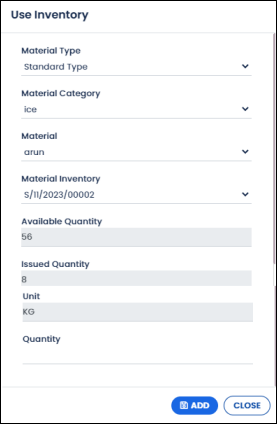 Use Inventory
Material Type
Standard Type
Material Category
ice
Material
arun
Material Inventory
S/11/2023/00002
Available Quantity
56
Issued Quantity
8
Unit
KG
Quantity
ADD
CLOSE